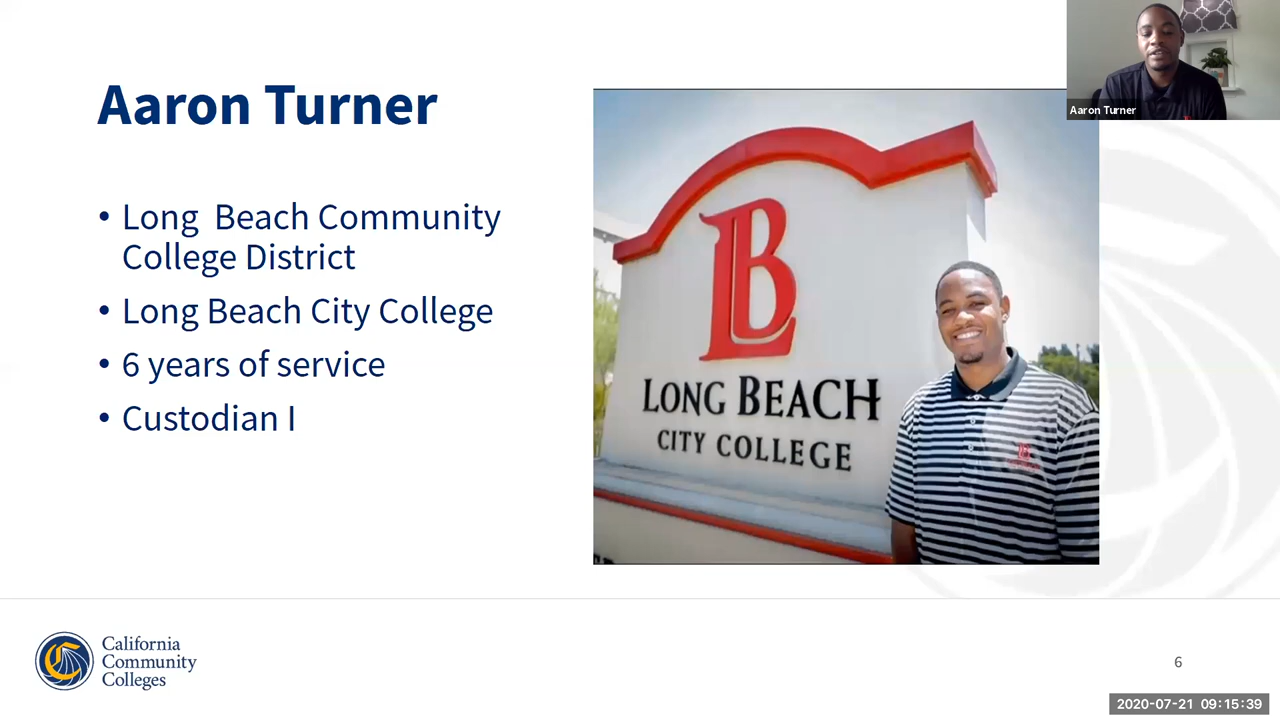 Aaron Turner
Aaron Turner
• Long  Beach Community
College District
• Long Beach City College
• 6 years of service
• Custodian I
LB
LONG BEACH
CITY COLLEGE
California
Community
Colleges
6
2020-07-21 09:15:39